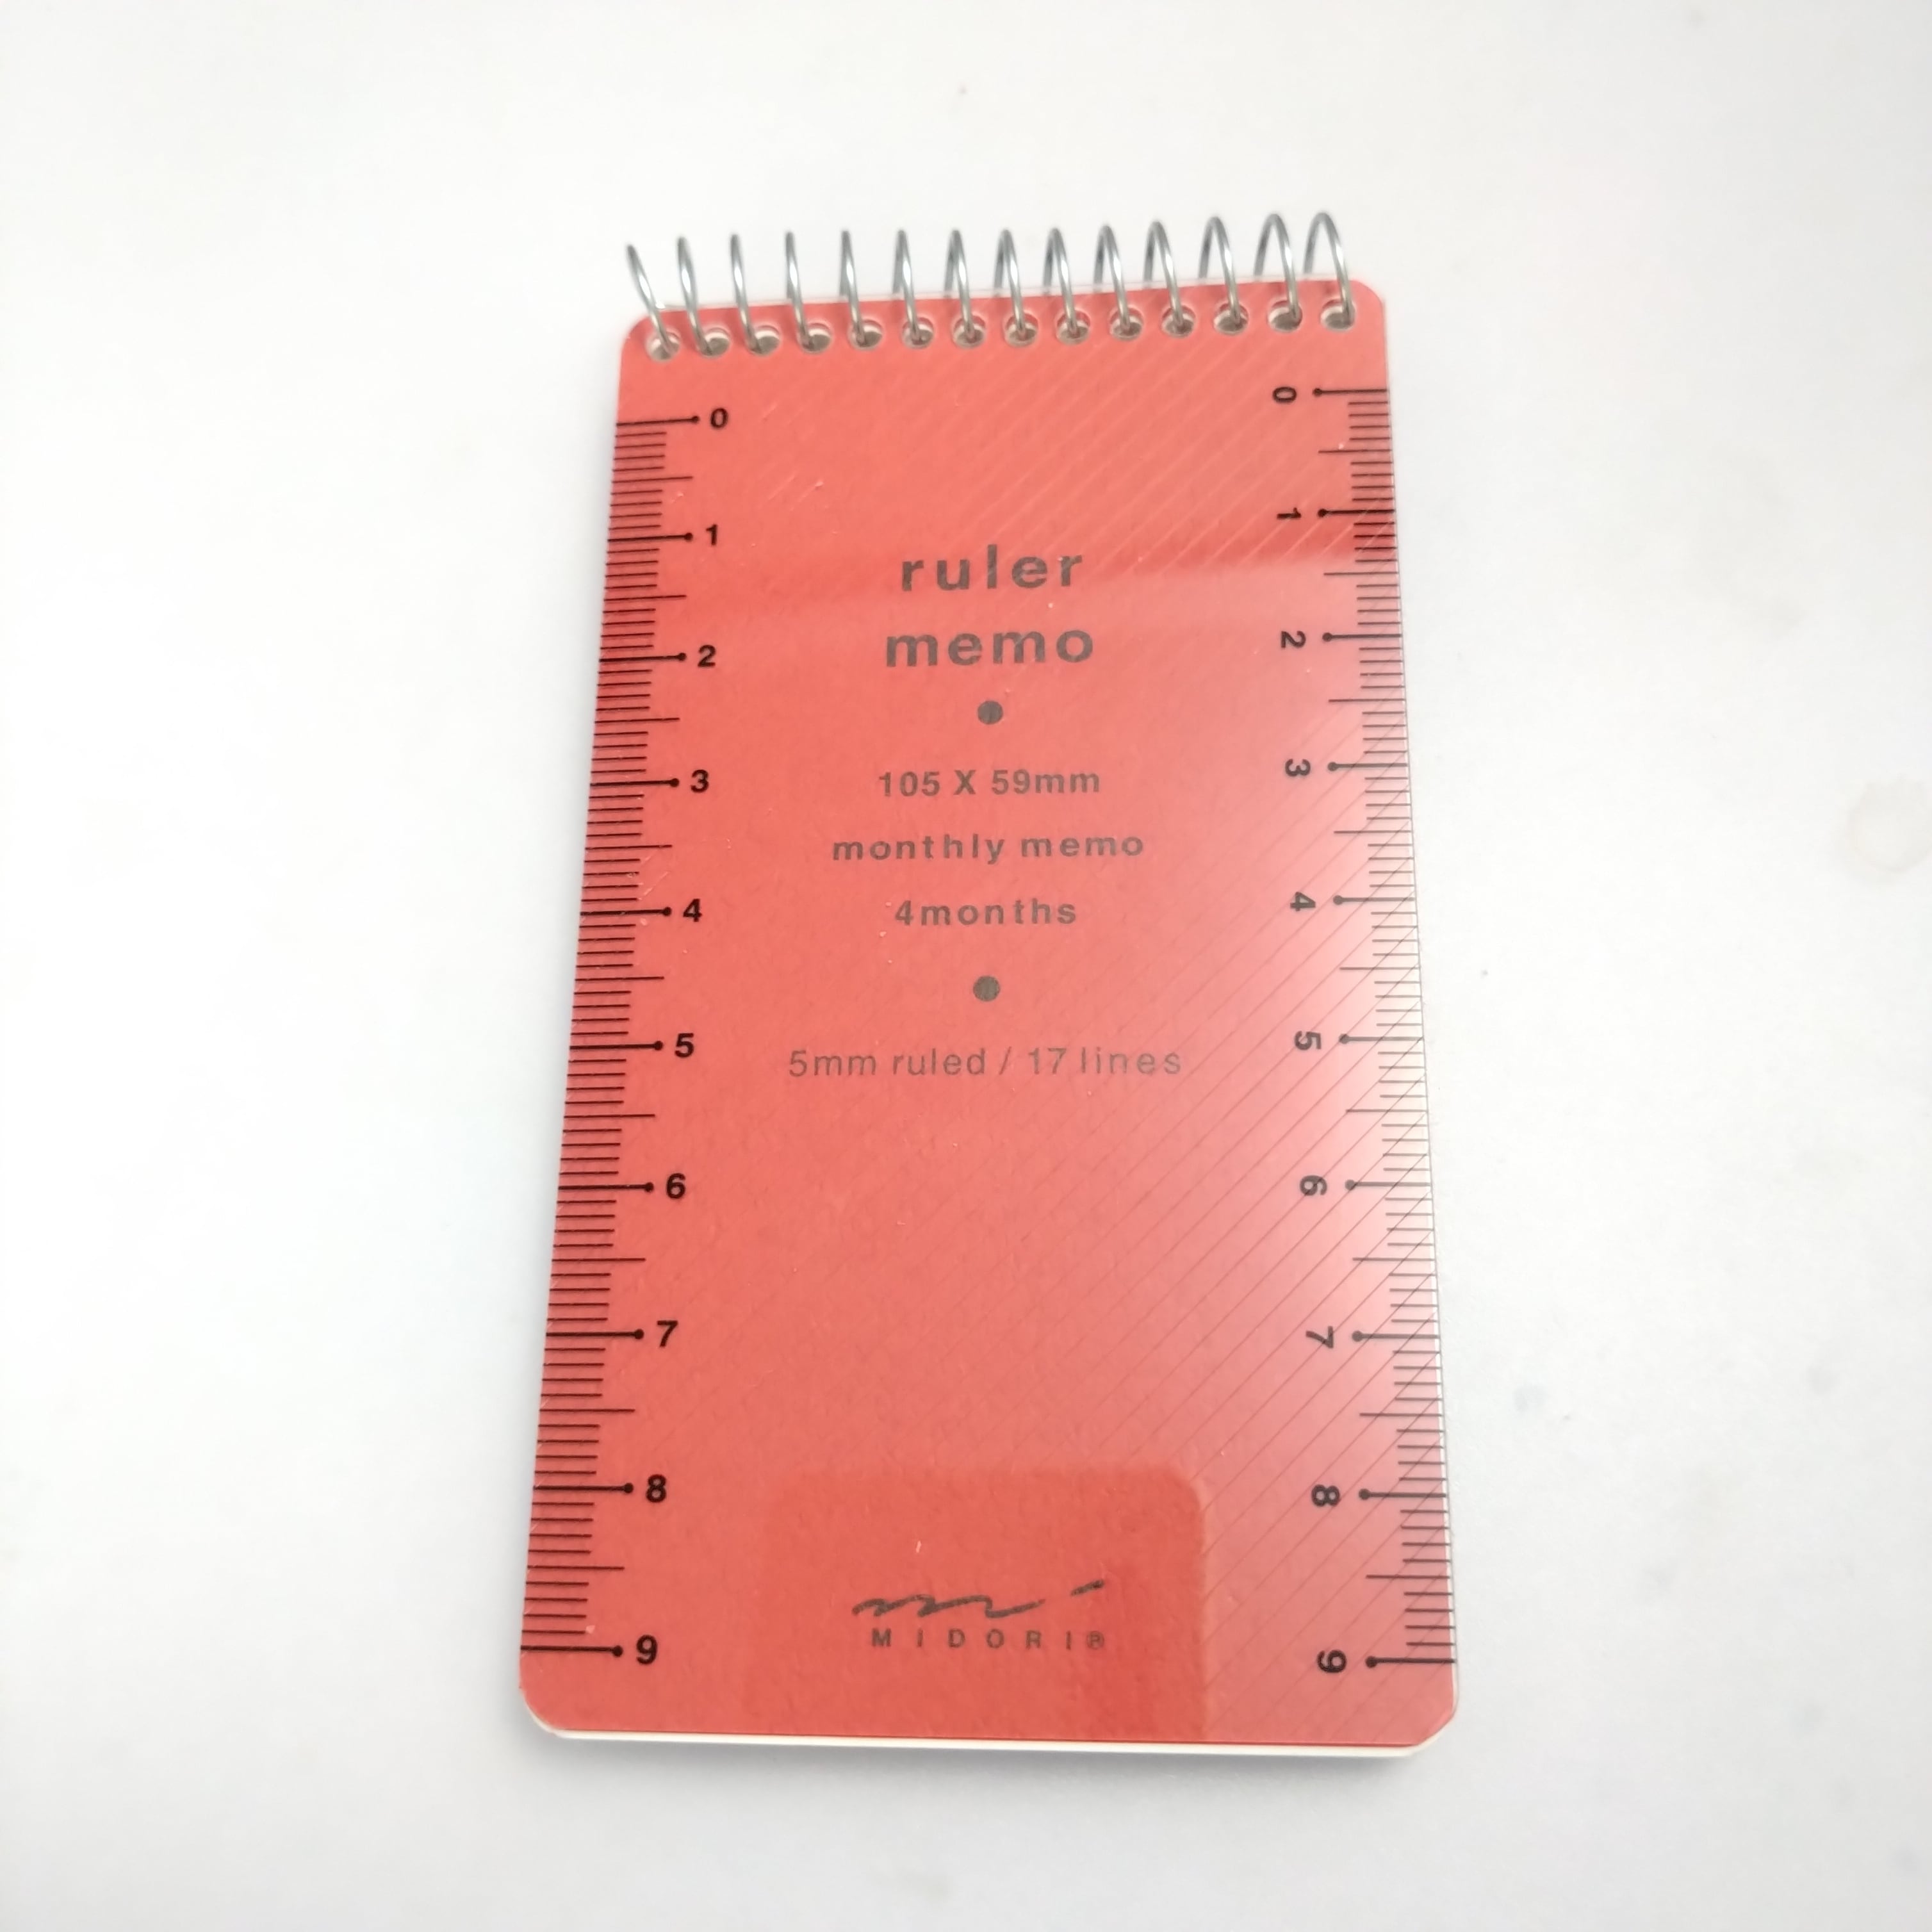 0 0
1 1
ruler
memo
2 2
105 X 59mm
3 3
monthly memo
4months
4 4
5mm ruled / 17 lines
5 5
6 6
7 7
8 8
MIDORI®
9 9